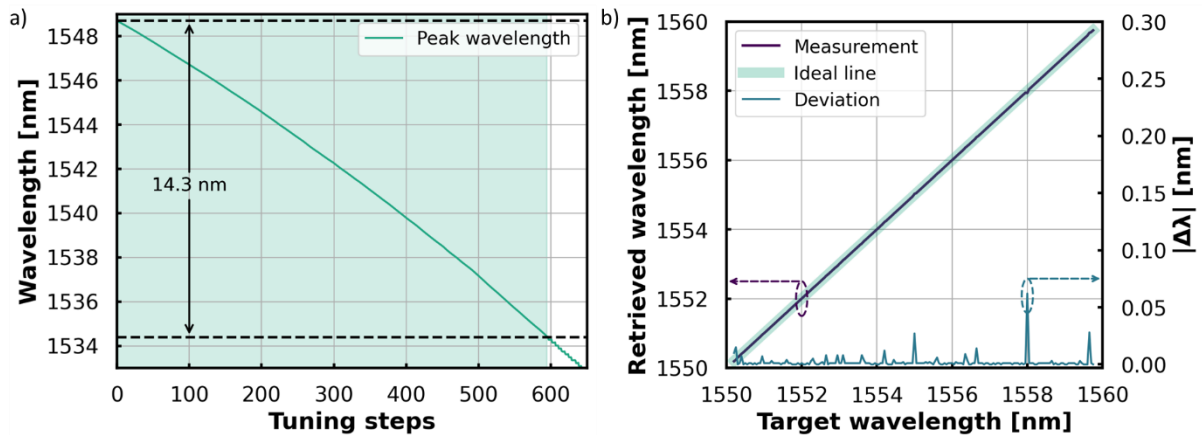 a)
Wavelength [nm]
1548
1546
1544
1542
1540
1538
1536
1534
14.3 nm
Peak wavelength
0 100 200 300 400 500 600
Tuning steps
b)
Retrieved wavelength [nm]
1560
1558
1556
1554
1552
1550
Measurement
Ideal line
Deviation
0.30
0.25
0.20
0.15
0.10
0.05
0.00
|Δλ| [nm]
1550 1552 1554 1556 1558 1560
Target wavelength [nm]